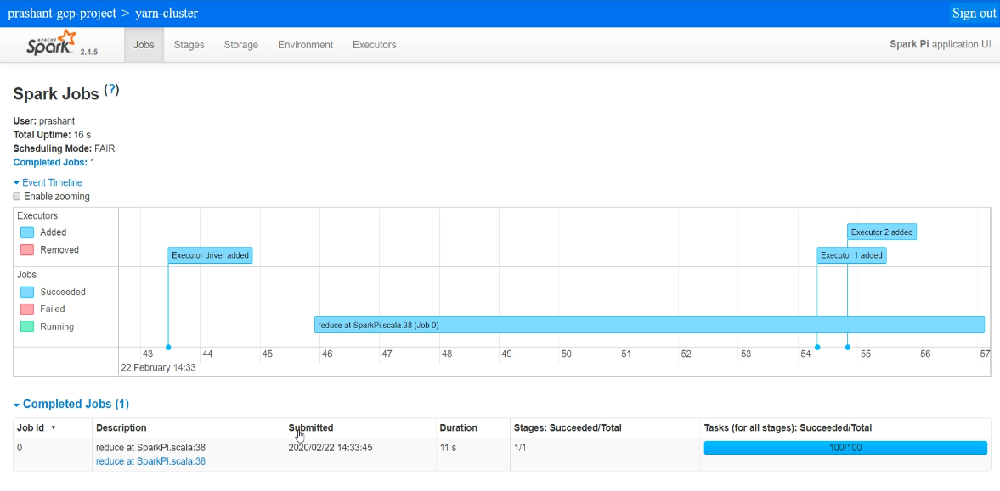 prashant-gcp-project > yarn-cluster
Sign out
APACHE
Spark 2.4.5
Jobs
Stages
Storage
Environment
Executors
Spark Pi application UI
Spark Jobs (?)
User: prashant
Total Uptime: 16 s
Scheduling Mode: FAIR
Completed Jobs: 1
Event Timeline
Enable zooming
Executors
Added
Removed
Executor driver added
Executor 2 added
Executor 1 added
Jobs
Succeeded
Failed
Running
reduce at SparkPi.scala:38 (Job 0)
43 44 45 46 47 48 49 50 51 52 53 54 55 56 57
22 February 14:33
Completed Jobs (1)
Job Id ▾ Description Submitted Duration Stages: Succeeded/Total Tasks (for all stages): Succeeded/Total
0 reduce at SparkPi.scala:38 2020/02/22 14:33:45 11 s 1/1 100/100
reduce at SparkPi.scala:38